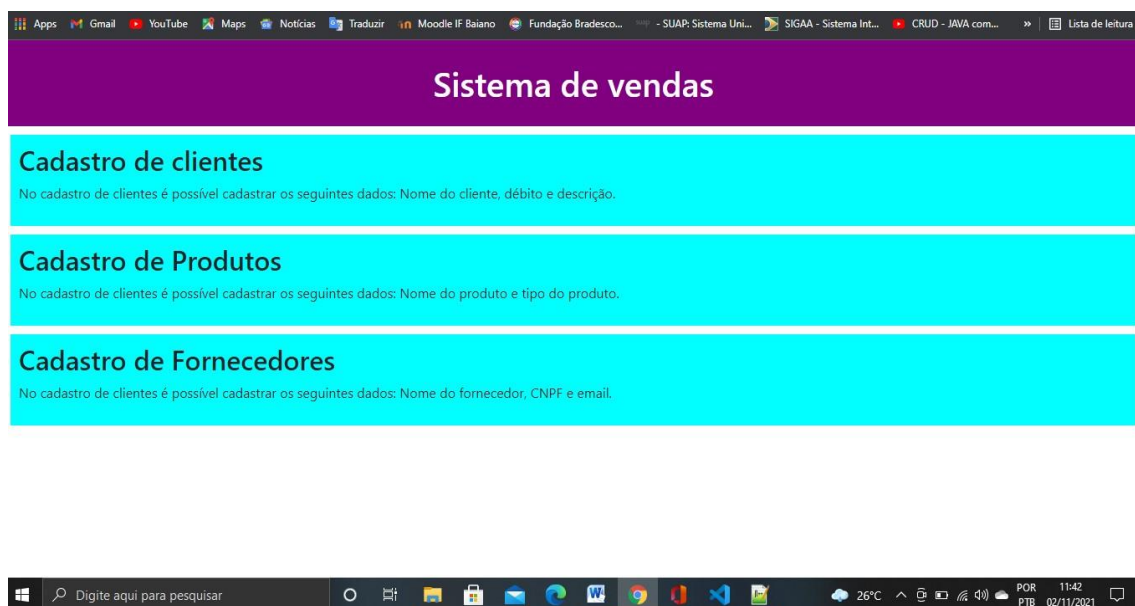 Apps Gmail YouTube Maps Notícias Traduzir Moodle IF Baiano Fundação Bradesco... - SUAP: Sistema Uni... SIGAA - Sistema Int... CRUD - JAVA com... » Lista de leitura
Sistema de vendas
Cadastro de clientes
No cadastro de clientes é possível cadastrar os seguintes dados: Nome do cliente, débito e descrição.
Cadastro de Produtos
No cadastro de clientes é possível cadastrar os seguintes dados: Nome do produto e tipo do produto.
Cadastro de Fornecedores
No cadastro de clientes é possível cadastrar os seguintes dados: Nome do fornecedor, CNPF e email.
Digite aqui para pesquisar 26°C POR 11:42
PTB 02/11/2021